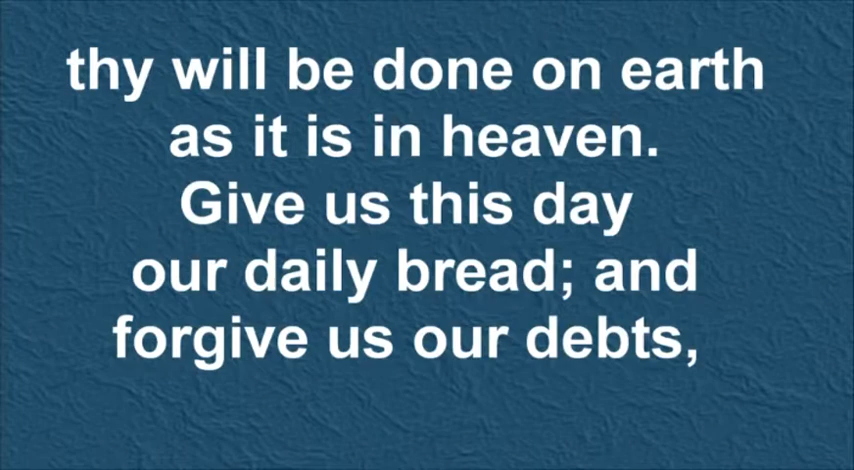 thy will be done on earth
as it is in heaven.
Give us this day
our daily bread; and
forgive us our debts,